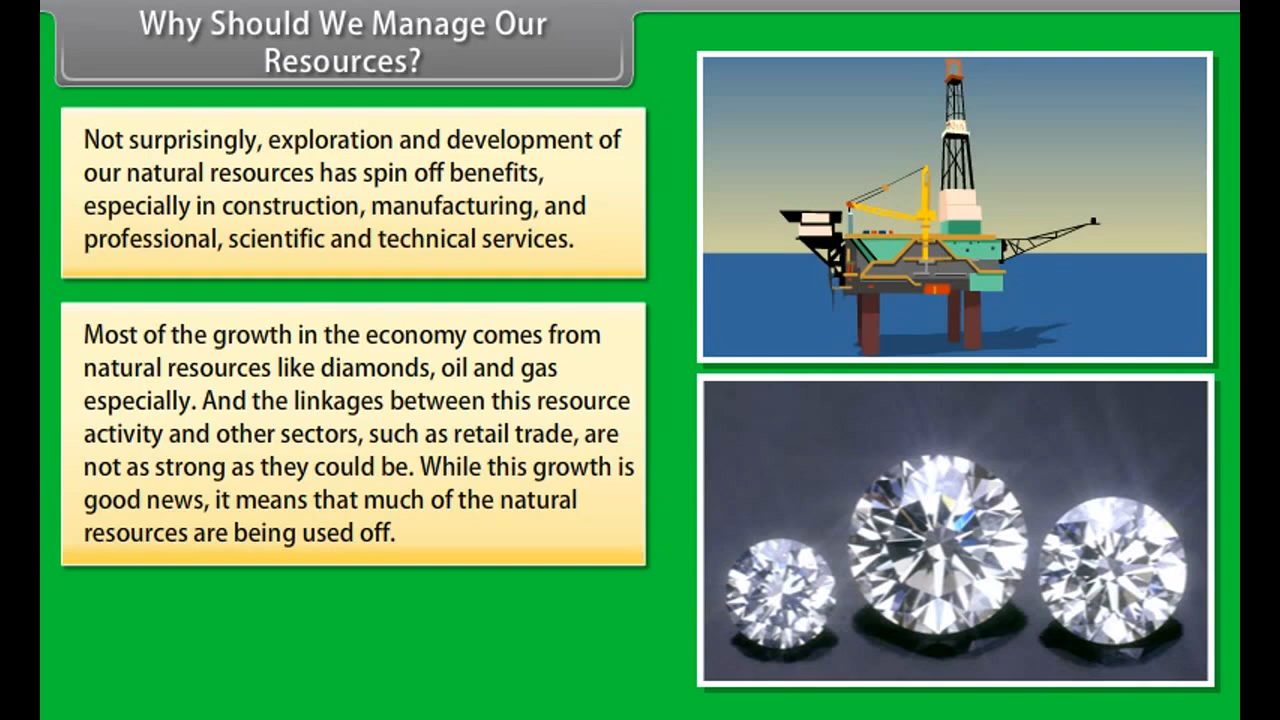 Why Should We Manage Our
Resources?
Not surprisingly, exploration and development of
our natural resources has spin off benefits,
especially in construction, manufacturing, and
professional, scientific and technical services.
Most of the growth in the economy comes from
natural resources like diamonds, oil and gas
especially. And the linkages between this resource
activity and other sectors, such as retail trade, are
not as strong as they could be. While this growth is
good news, it means that much of the natural
resources are being used off.